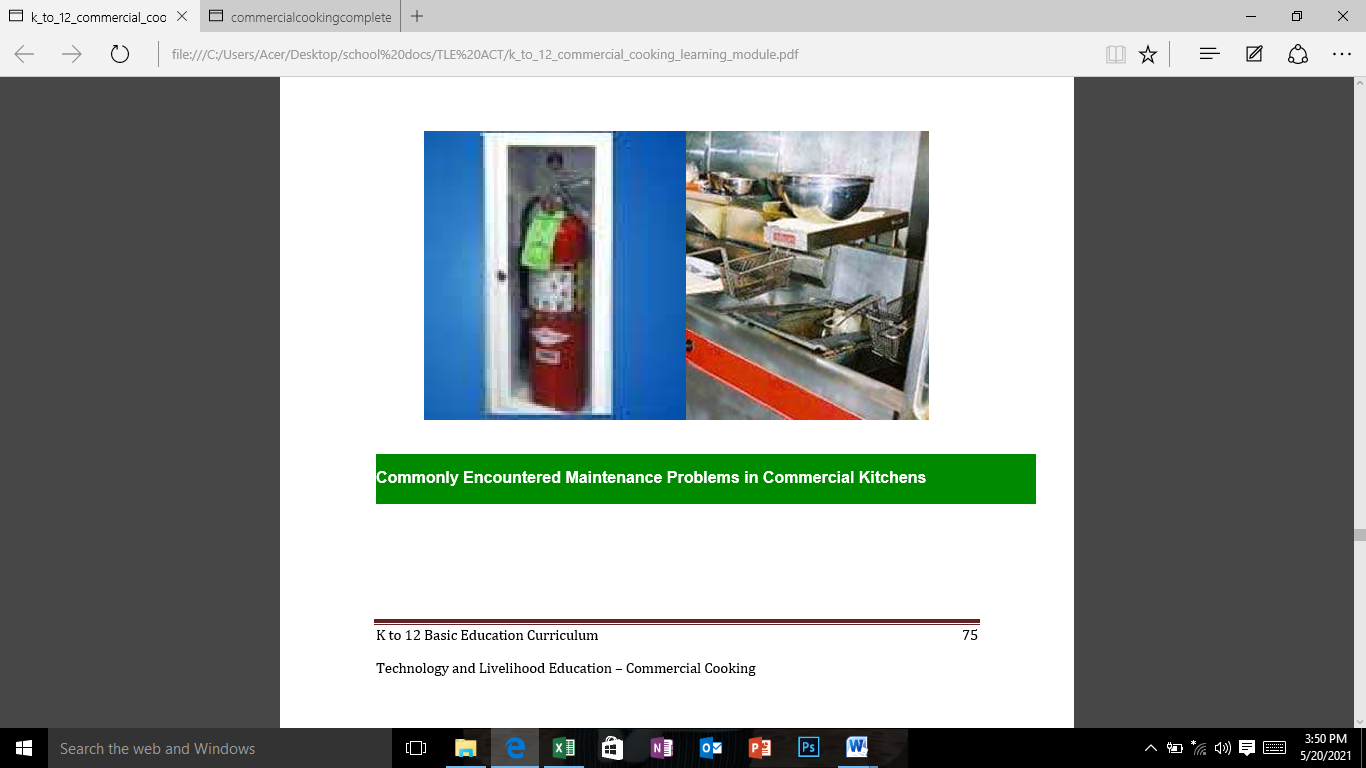 k_to_12_commercial_coo
commercialcookingcomplete
file:///C:/Users/Acer/Desktop/school%20docs/TLE%20ACT/k_to_12_commercial_cooking_learning_module.pdf
Commonly Encountered Maintenance Problems in Commercial Kitchens
K to 12 Basic Education Curriculum 75
Technology and Livelihood Education – Commercial Cooking
Search the web and Windows
3:50 PM
5/20/2021